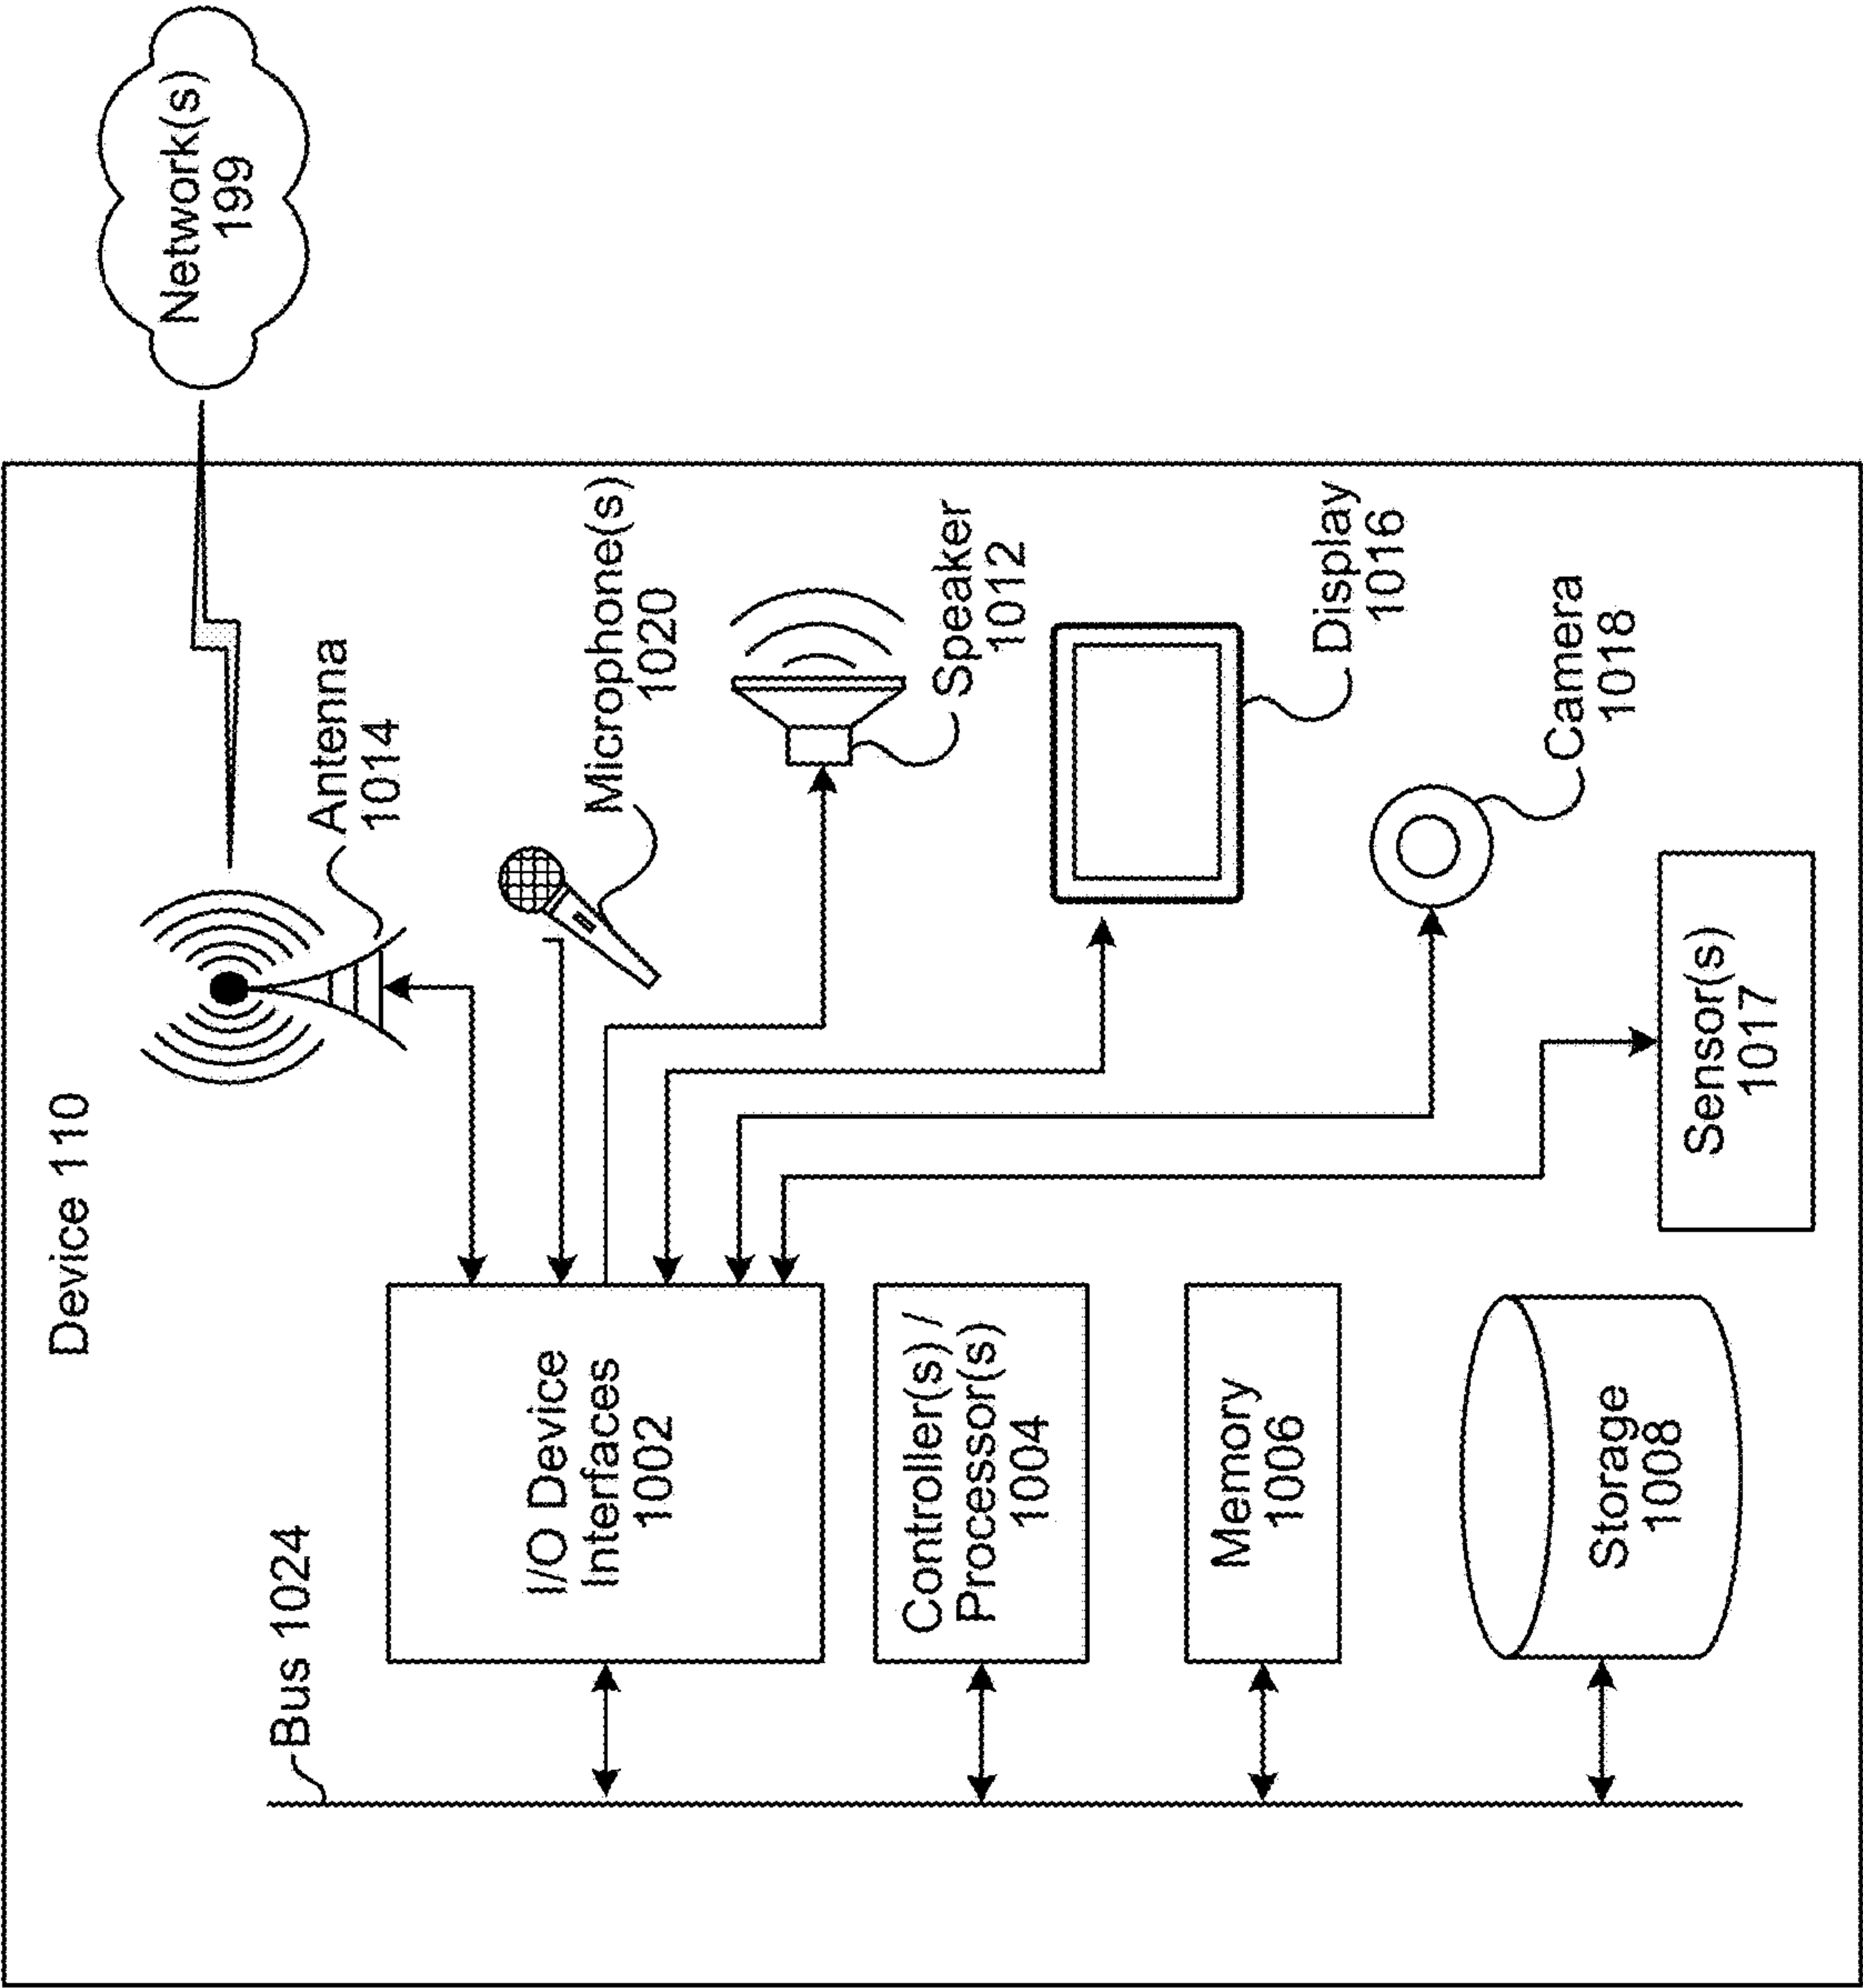 Device 110
Network(s)
199
Bus 1024
Antenna
1014
I/O Device
Interfaces
1002
Microphone(s)
1020
Controller(s) /
Processor(s)
1004
Speaker
1012
Memory
1006
Display
1016
Storage
1008
Camera
1018
Sensor(s)
1017